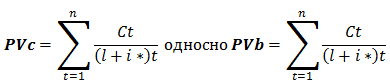 PVc = ∑_{t=1}^{n} Ct/(l + i *)t односно PVb = ∑_{t=1}^{n} Ct/(l + i *)t